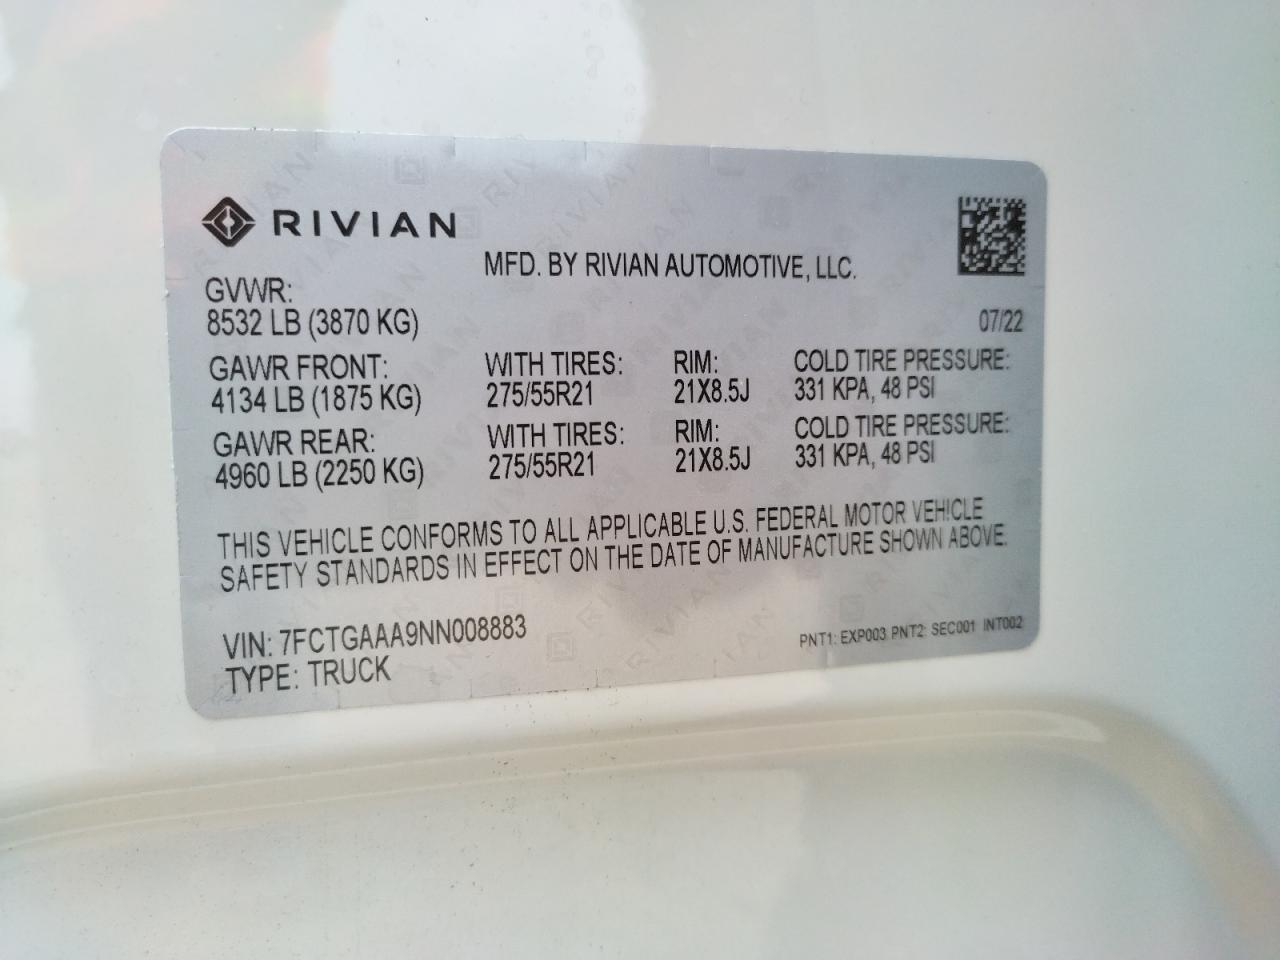 RIVIAN
MFD. BY RIVIAN AUTOMOTIVE, LLC.
GVWR:
8532 LB (3870 KG)
07/22
GAWR FRONT: WITH TIRES: RIM: COLD TIRE PRESSURE:
4134 LB (1875 KG) 275/55R21 21X8.5J 331 KPA, 48 PSI
GAWR REAR: WITH TIRES: RIM: COLD TIRE PRESSURE:
4960 LB (2250 KG) 275/55R21 21X8.5J 331 KPA, 48 PSI
THIS VEHICLE CONFORMS TO ALL APPLICABLE U.S. FEDERAL MOTOR VEHICLE
SAFETY STANDARDS IN EFFECT ON THE DATE OF MANUFACTURE SHOWN ABOVE.
VIN: 7FCTGAAA9NN008883
PNT1: EXP003 PNT2: SEC001 INT002
TYPE: TRUCK